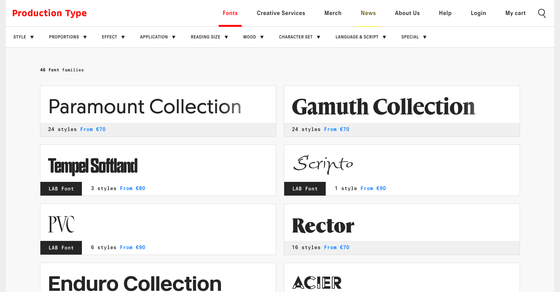 Production Type
Fonts Creative Services Merch News About Us Help Login My cart
STYLE ▼ PROPORTIONS ▼ EFFECT ▼ APPLICATION ▼ READING SIZE ▼ MOOD ▼ CHARACTER SET ▼ LANGUAGE & SCRIPT ▼ SPECIAL ▼
46 font families
Paramount Collection
24 styles From €70
Gamuth Collection
24 styles From €70
Tempel Softland
LAB Font 3 styles From €80
Scripto
LAB Font 1 style From €90
PVC
LAB Font 6 styles From €90
Rector
16 styles From €70
Enduro Collection
ACIER